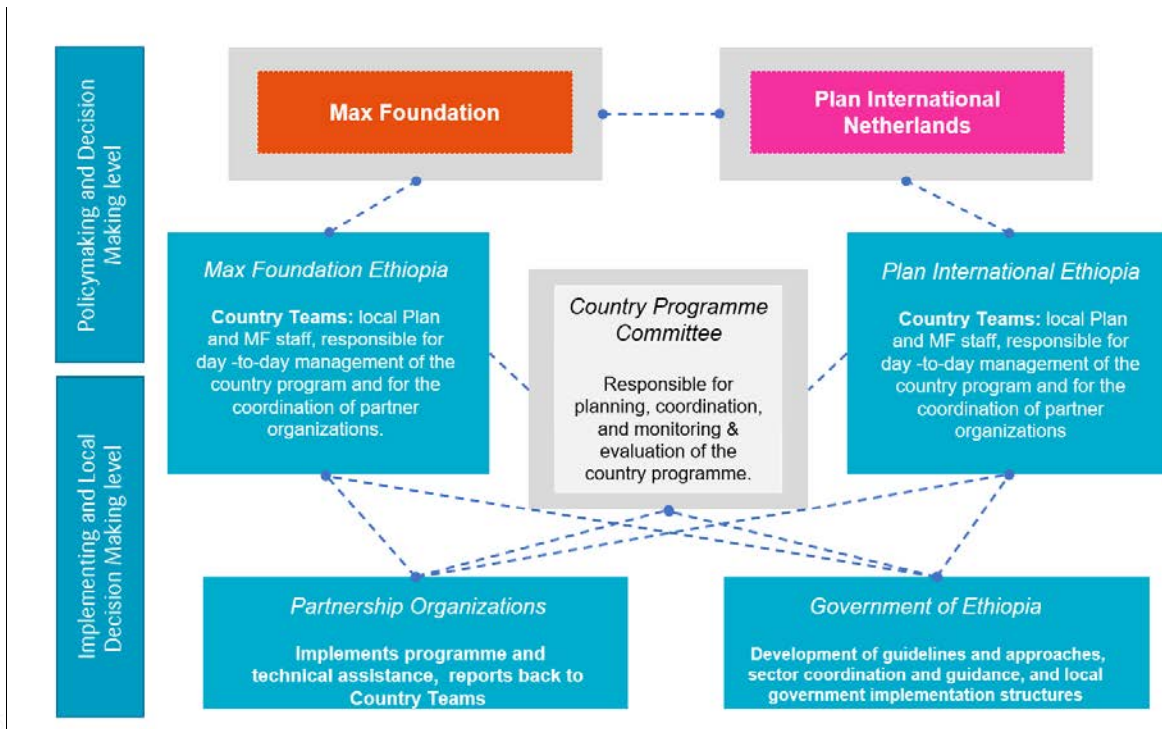 Policymaking and Decision
Making level
Implementing and Local
Decision Making level
Max Foundation
Plan International
Netherlands
Max Foundation Ethiopia
Country Teams: local Plan
and MF staff, responsible for
day -to-day management of the
country program and for the
coordination of partner
organizations.
Country Programme
Committee
Responsible for
planning, coordination,
and monitoring &
evaluation of the
country programme.
Plan International Ethiopia
Country Teams: local Plan
and MF staff, responsible for
day -to-day management of the
country program and for the
coordination of partner
organizations
Partnership Organizations
Implements programme and
technical assistance, reports back to
Country Teams
Government of Ethiopia
Development of guidelines and approaches,
sector coordination and guidance, and local
government implementation structures